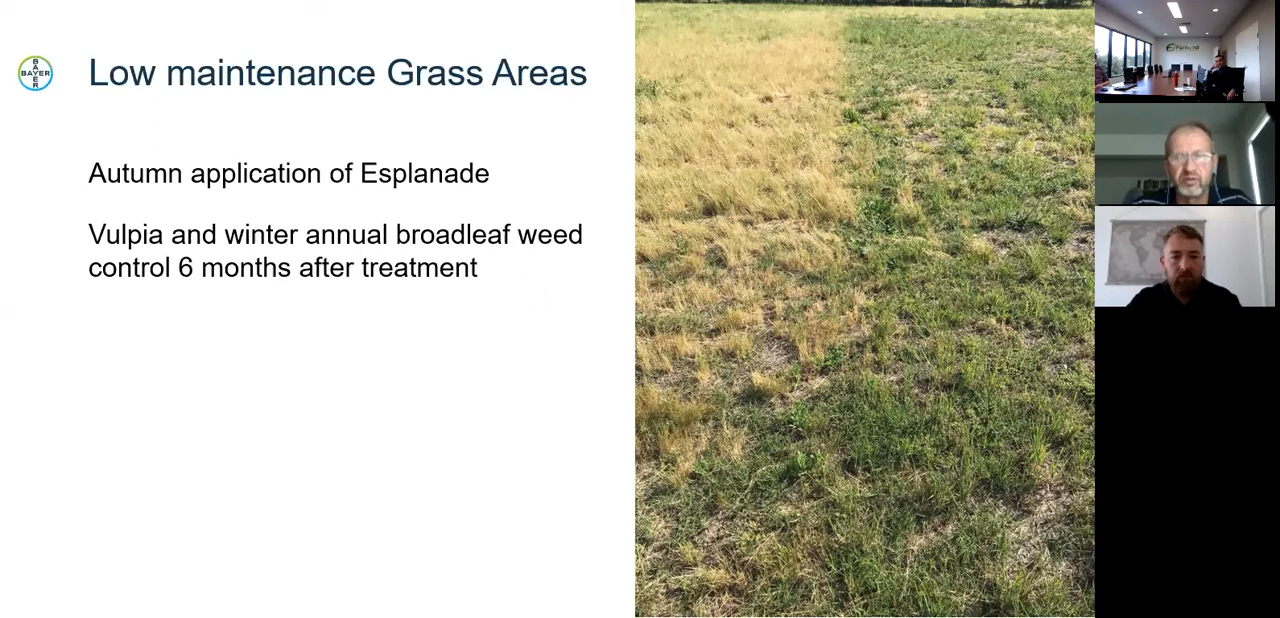 BAYER
BAYER
Low maintenance Grass Areas
Autumn application of Esplanade
Vulpia and winter annual broadleaf weed
control 6 months after treatment